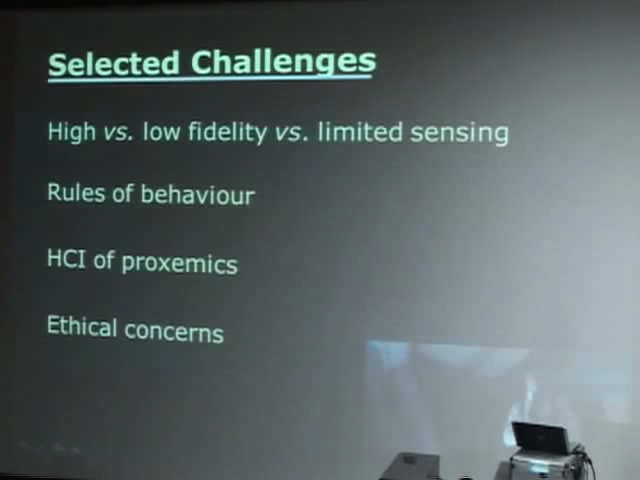 Selected Challenges
High vs. low fidelity vs. limited sensing
Rules of behaviour
HCI of proxemics
Ethical concerns